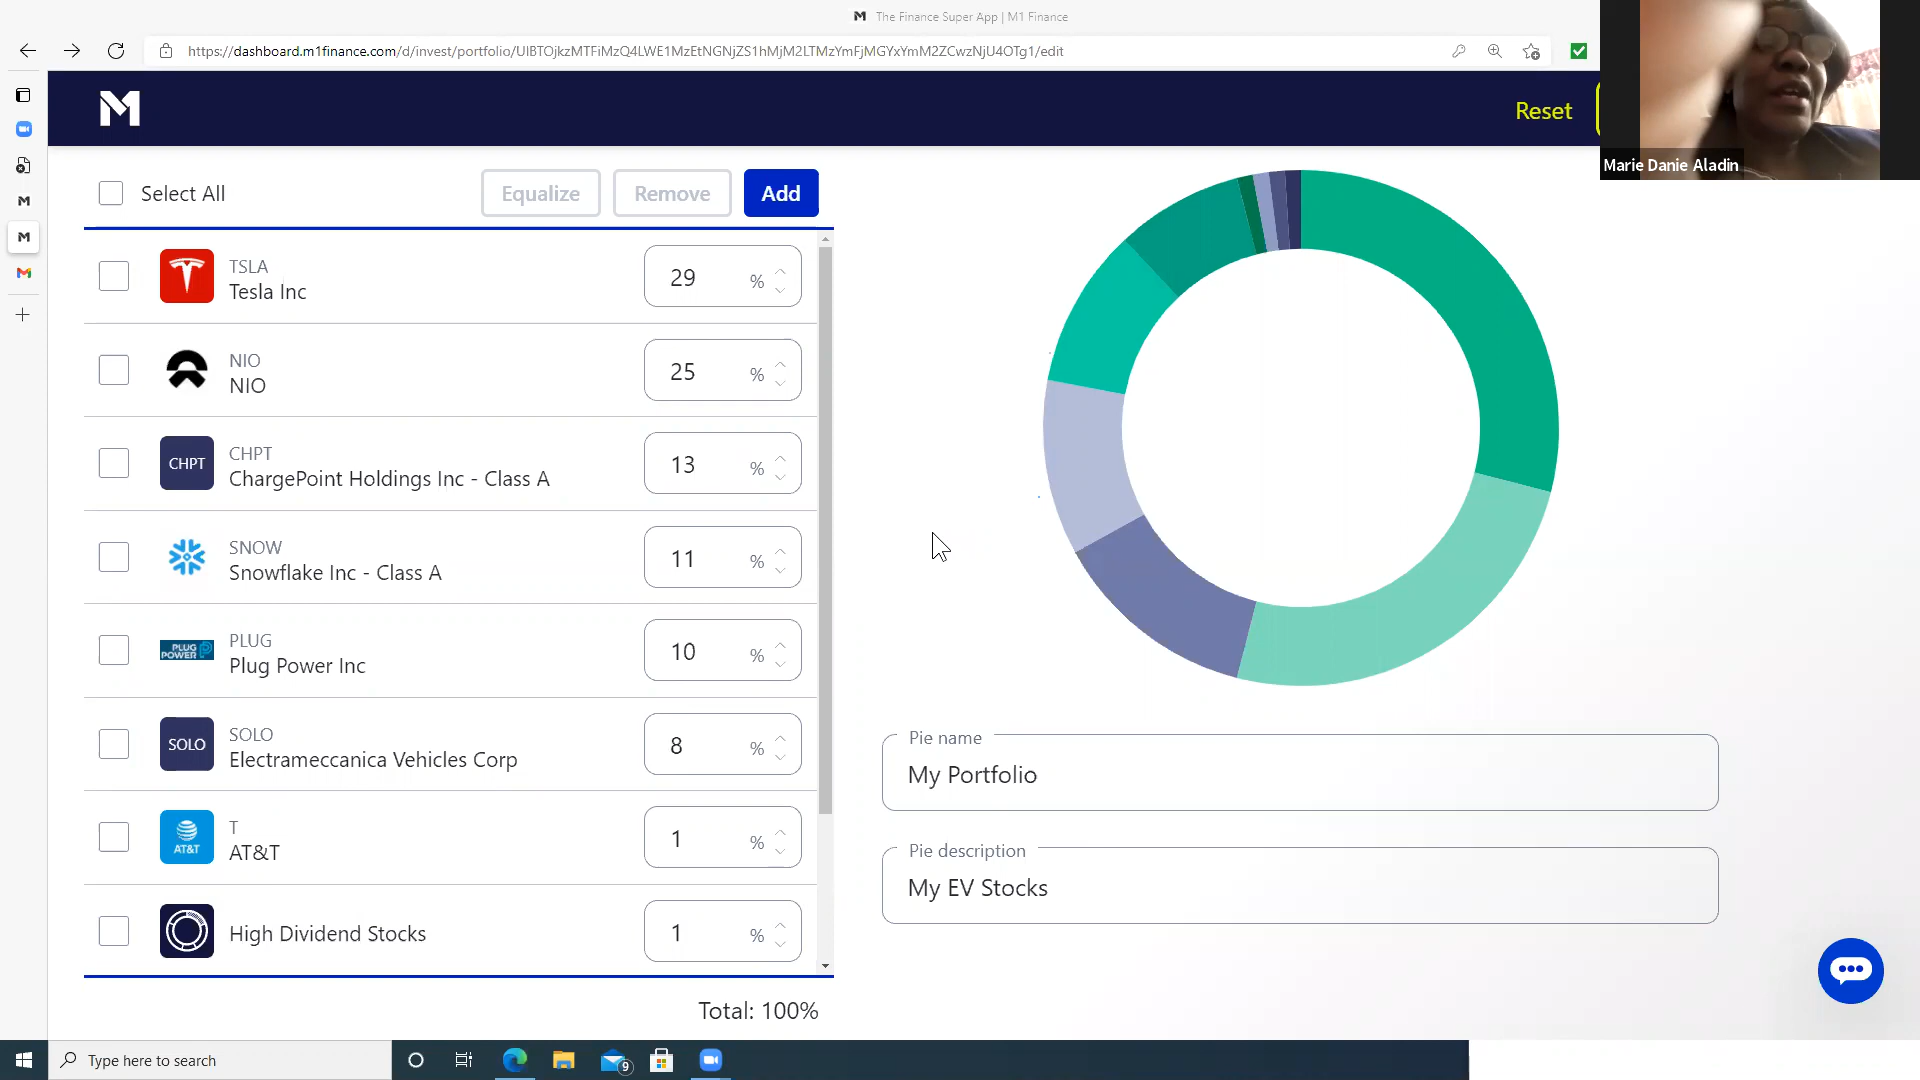 The Finance Super App | M1 Finance
https://dashboard.m1finance.com/d/invest/portfolio/UlBTOjkzMTFiMzQ4LWE1MzEtNGNjZS1hMjM2LTMzYmFjMGYxYmM2ZCwzNjU4OTg1/edit
Reset
Marie Danie Aladin
Select All
Equalize
Remove
Add
TSLA
Tesla Inc
29 %
NIO
NIO
25 %
CHPT
CHPT
ChargePoint Holdings Inc - Class A
13 %
SNOW
Snowflake Inc - Class A
11 %
PLUG POWER
PLUG
Plug Power Inc
10 %
SOLO
SOLO
Electrameccanica Vehicles Corp
8 %
AT&T
T
AT&T
1 %
High Dividend Stocks
1 %
Total: 100%
Pie name
My Portfolio
Pie description
My EV Stocks
Type here to search
9